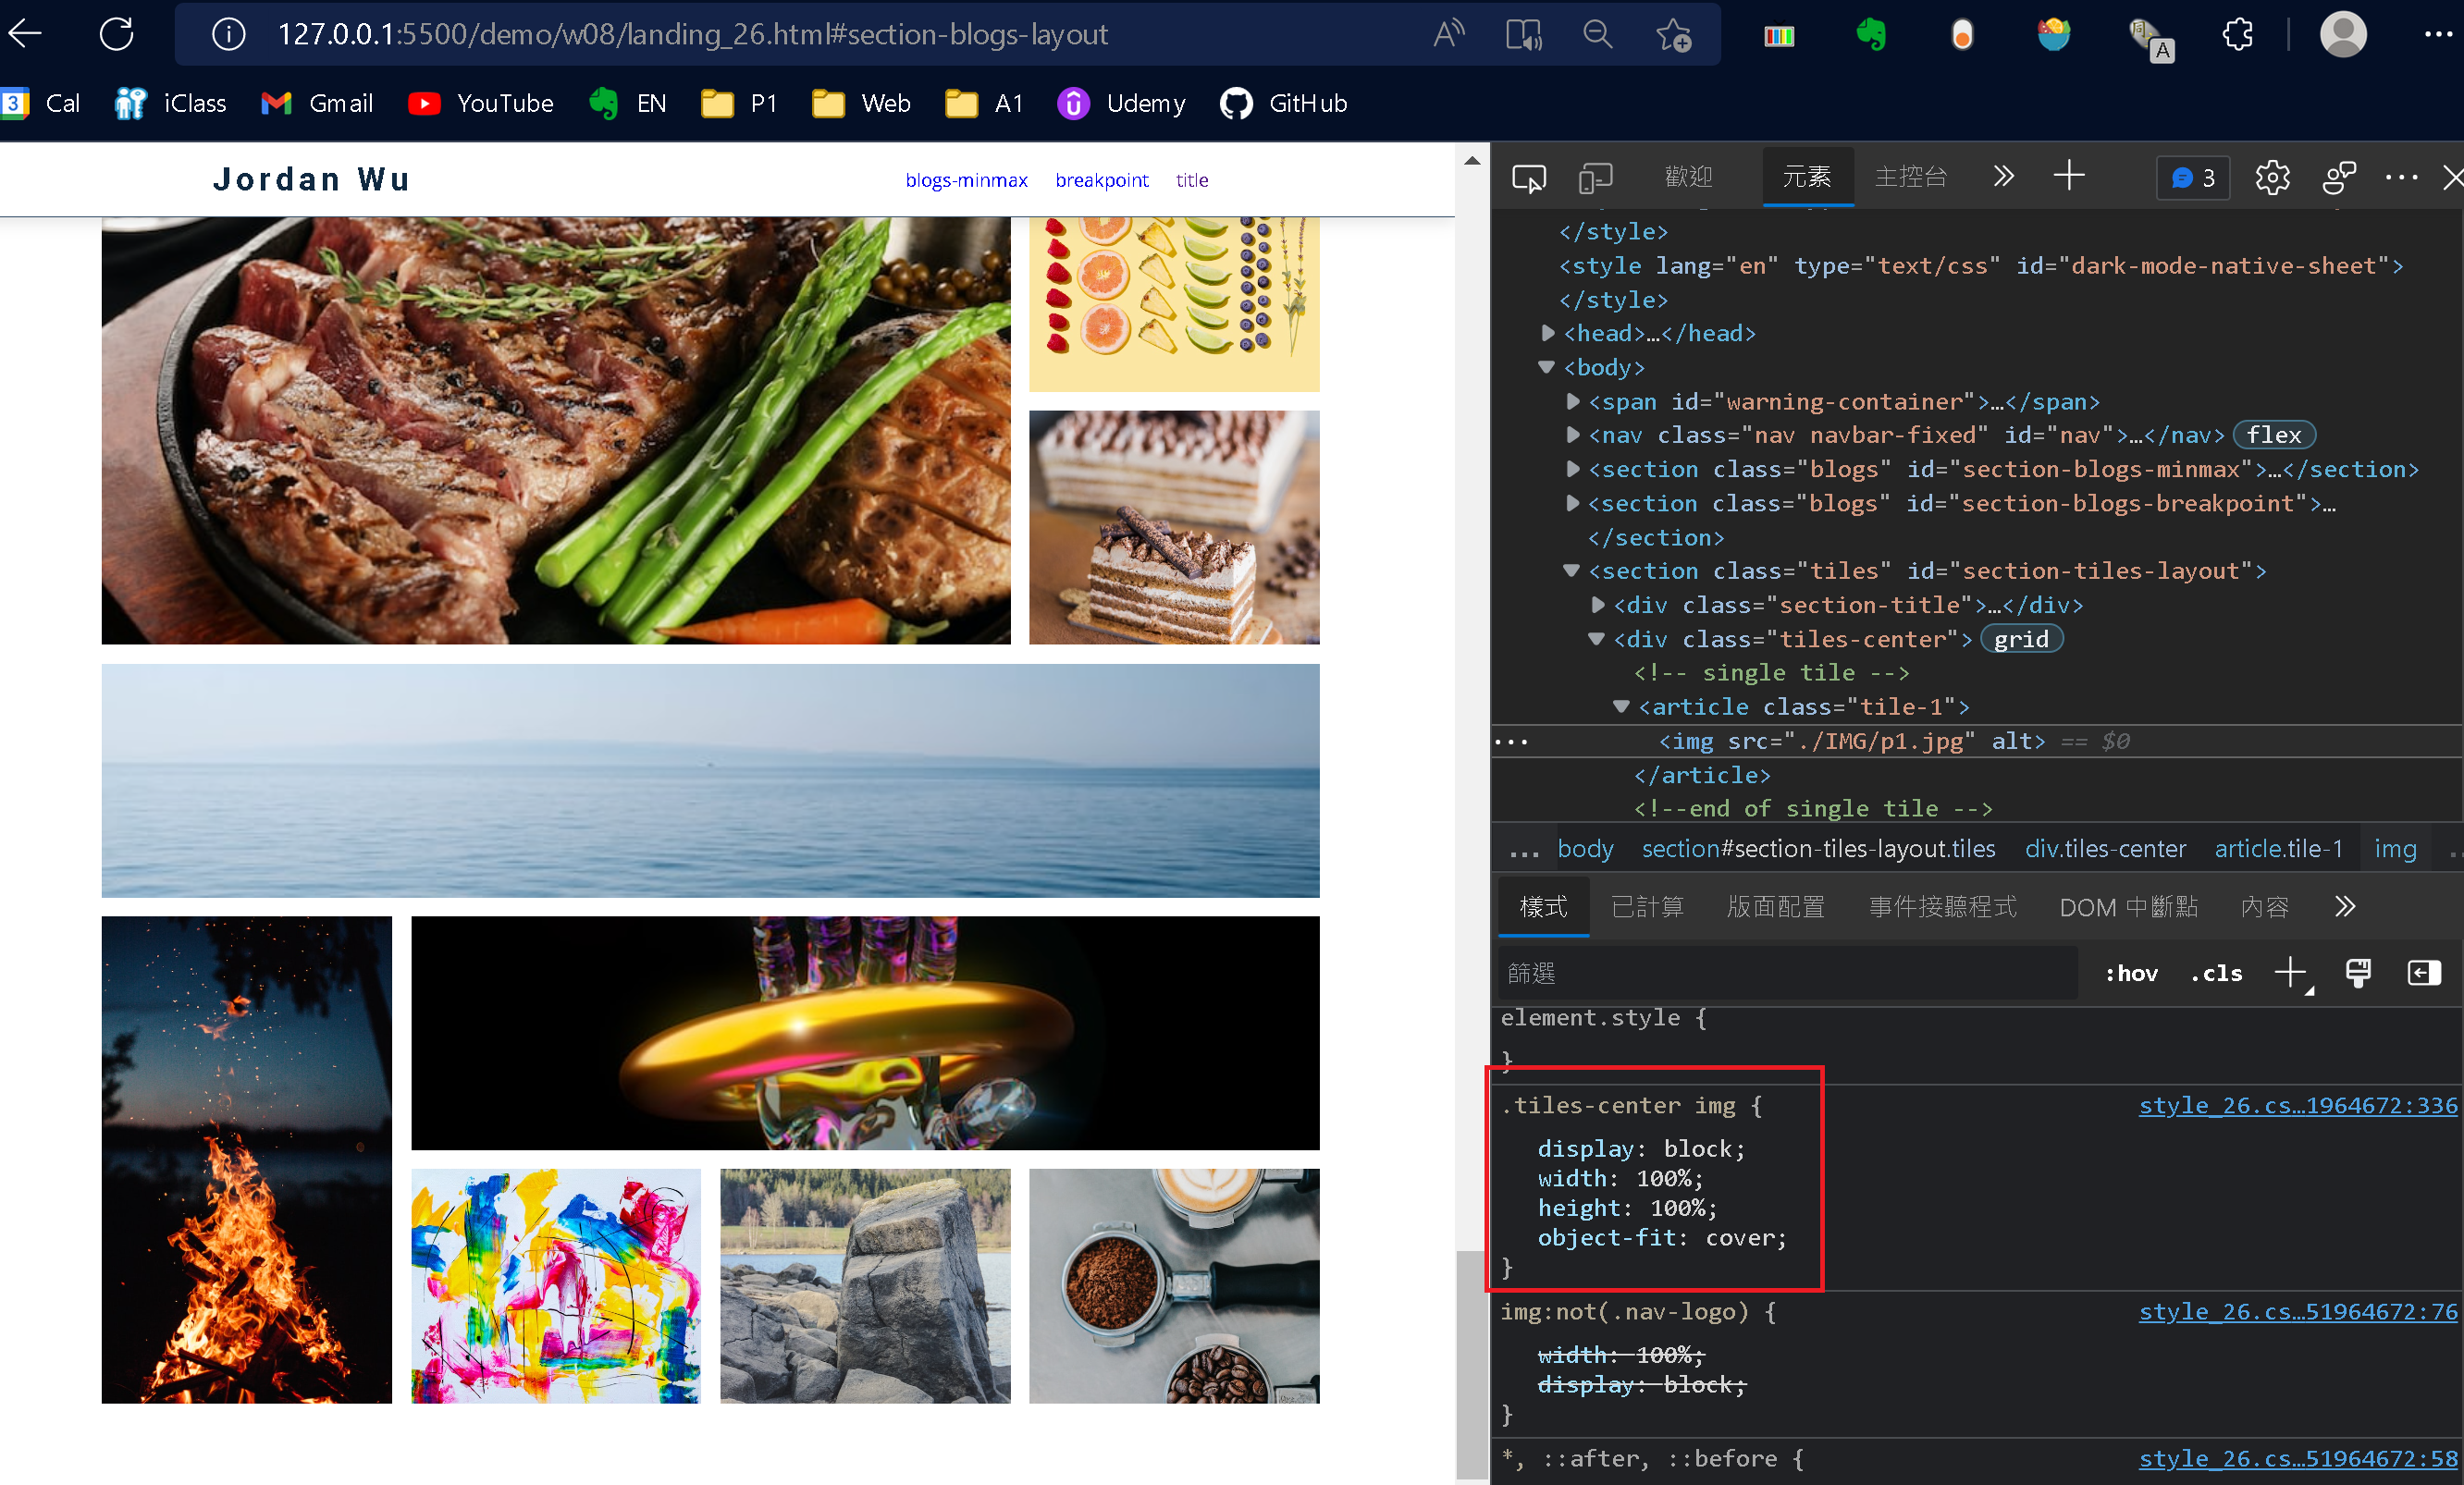 127.0.0.1:5500/demo/w08/landing_26.html#section-blogs-layout
A
3 Cal iClass Gmail YouTube EN P1 Web A1 Udemy GitHub
Jordan Wu
blogs-minmax breakpoint title
歡迎 元素 主控台 3
</style>
<style lang="en" type="text/css" id="dark-mode-native-sheet">
</style>
<head>…</head>
<body>
<span id="warning-container">…</span>
<nav class="nav navbar-fixed" id="nav">…</nav> flex
<section class="blogs" id="section-blogs-minmax">…</section>
<section class="blogs" id="section-blogs-breakpoint">…
</section>
<section class="tiles" id="section-tiles-layout">
<div class="section-title">…</div>
<div class="tiles-center"> grid
<!-- single tile -->
<article class="tile-1">
<img src="./IMG/p1.jpg" alt> == $0
</article>
<!--end of single tile -->
... body section#section-tiles-layout.tiles div.tiles-center article.tile-1 img
樣式 已計算 版面配置 事件接聽程式 DOM 中斷點 內容
篩選 :hov .cls
element.style {
}
.tiles-center img { style_26.cs…1964672:336
display: block;
width: 100%;
height: 100%;
object-fit: cover;
}
img:not(.nav-logo) { style_26.cs…51964672:76
width: 100%;
display: block;
}
*, ::after, ::before { style_26.cs…51964672:58